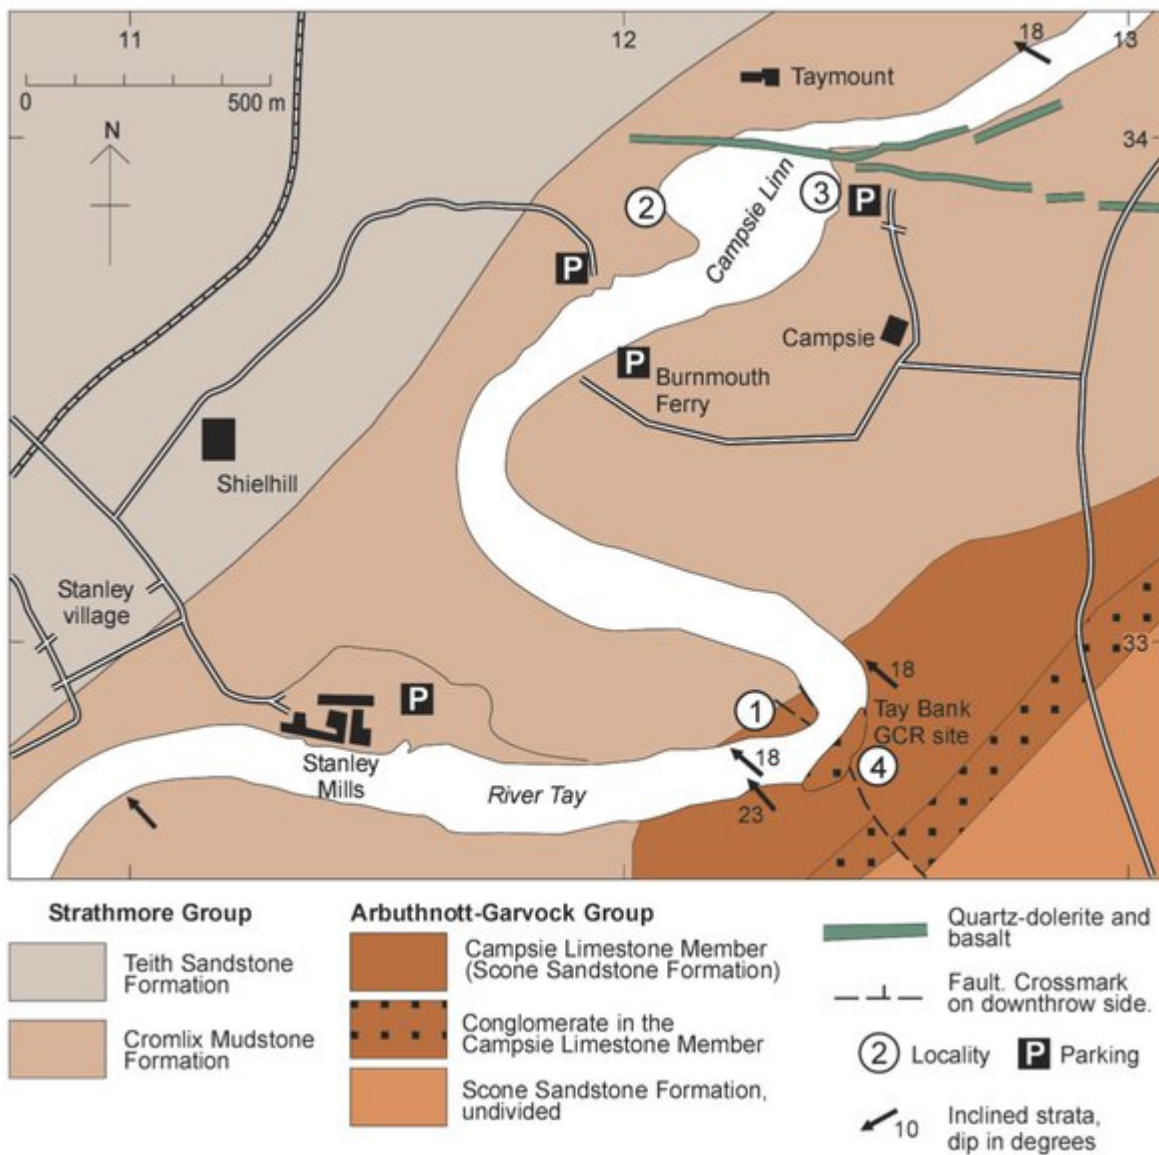 11
12
18
13
0
500 m
N
Taymount
34
Campsie Linn
2
3
P
P
P
Campsie
Burnmouth
Ferry
Shielhill
Stanley
village
33
18
P
1
Tay Bank
GCR site
4
18
23
Stanley
Mills
River Tay
Strathmore Group
Teith Sandstone
Formation
Cromlix Mudstone
Formation
Arbuthnott-Garvock Group
Campsie Limestone Member
(Scone Sandstone Formation)
Conglomerate in the
Campsie Limestone Member
Scone Sandstone Formation,
undivided
Quartz-dolerite and
basalt
Fault. Crossmark
on downthrow side.
2 Locality P Parking
10 Inclined strata,
dip in degrees